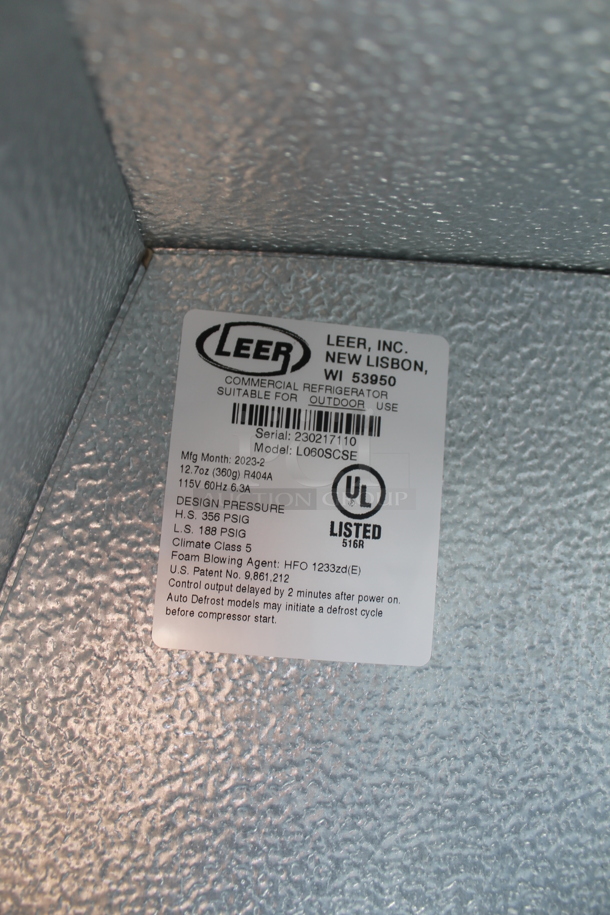 LEER
LEER, INC.
NEW LISBON,
WI 53950
COMMERCIAL REFRIGERATOR
SUITABLE FOR OUTDOOR USE
Serial: 230217110
Model: L060SCSE
Mfg Month: 2023-2
12.7oz (360g) R404A
115V 60Hz 6.3A
UL
LISTED
516R
DESIGN PRESSURE
H.S. 356 PSIG
L.S. 188 PSIG
Climate Class 5
Foam Blowing Agent: HFO 1233zd(E)
U.S. Patent No. 9,861,212
Control output delayed by 2 minutes after power on.
Auto Defrost models may initiate a defrost cycle
before compressor start.
AUCTION GROUP